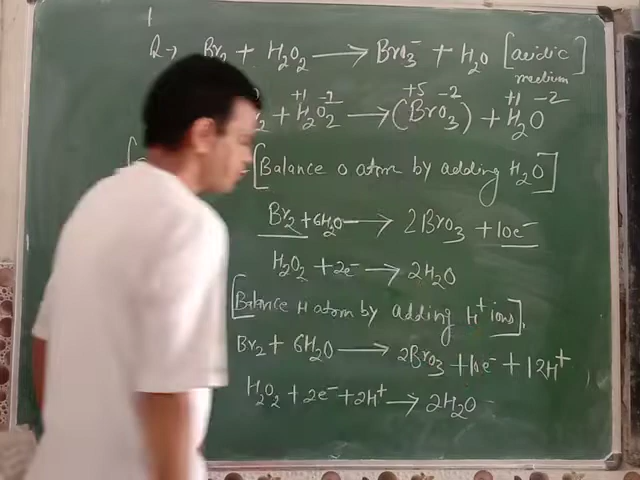 Q → Br₂ + H₂O₂ → BrO₃⁻ + H₂O [acidic medium]
+1 -1 +5 -2 +1 -2
+ H₂O₂ → (BrO₃⁻) + H₂O
[Balance O atom by adding H₂O]
Br₂ + 6H₂O → 2BrO₃ + 10e⁻
H₂O₂ + 2e⁻ → 2H₂O
[Balance H atom by adding H⁺ ions].
Br₂ + 6H₂O → 2BrO₃ + 10e⁻ + 12H⁺
H₂O₂ + 2e⁻ + 2H⁺ → 2H₂O